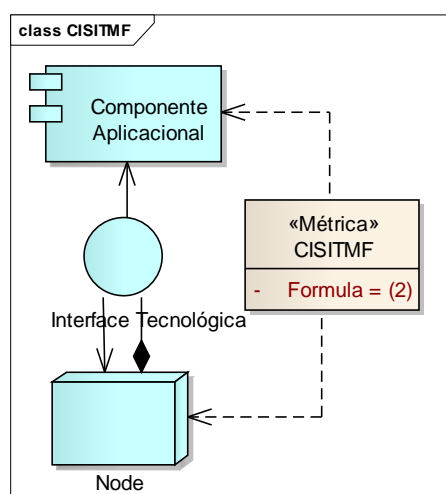 class CISITMF
Componente
Aplicacional
«Métrica»
CISITMF
- Formula = (2)
Interface Tecnológica
Node